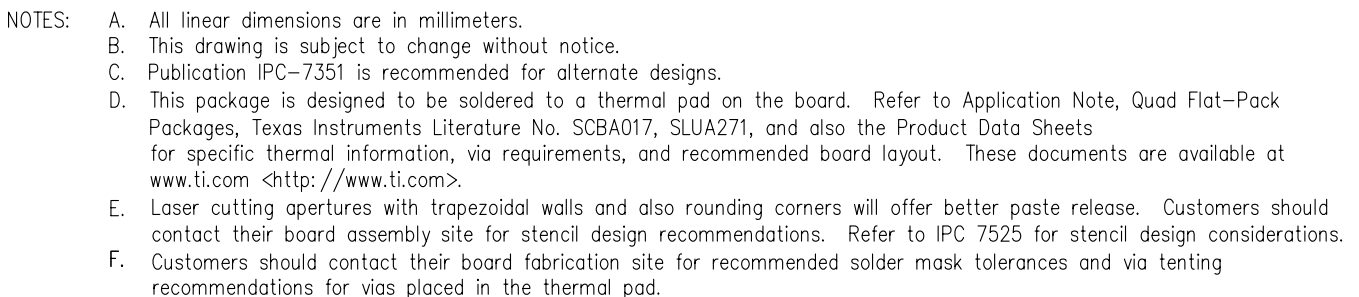 NOTES: A. All linear dimensions are in millimeters.
B. This drawing is subject to change without notice.
C. Publication IPC-7351 is recommended for alternate designs.
D. This package is designed to be soldered to a thermal pad on the board. Refer to Application Note, Quad Flat-Pack
Packages, Texas Instruments Literature No. SCBA017, SLUA271, and also the Product Data Sheets
for specific thermal information, via requirements, and recommended board layout. These documents are available at
www.ti.com <http://www.ti.com>.
E. Laser cutting apertures with trapezoidal walls and also rounding corners will offer better paste release. Customers should
contact their board assembly site for stencil design recommendations. Refer to IPC 7525 for stencil design considerations.
F. Customers should contact their board fabrication site for recommended solder mask tolerances and via tenting
recommendations for vias placed in the thermal pad.